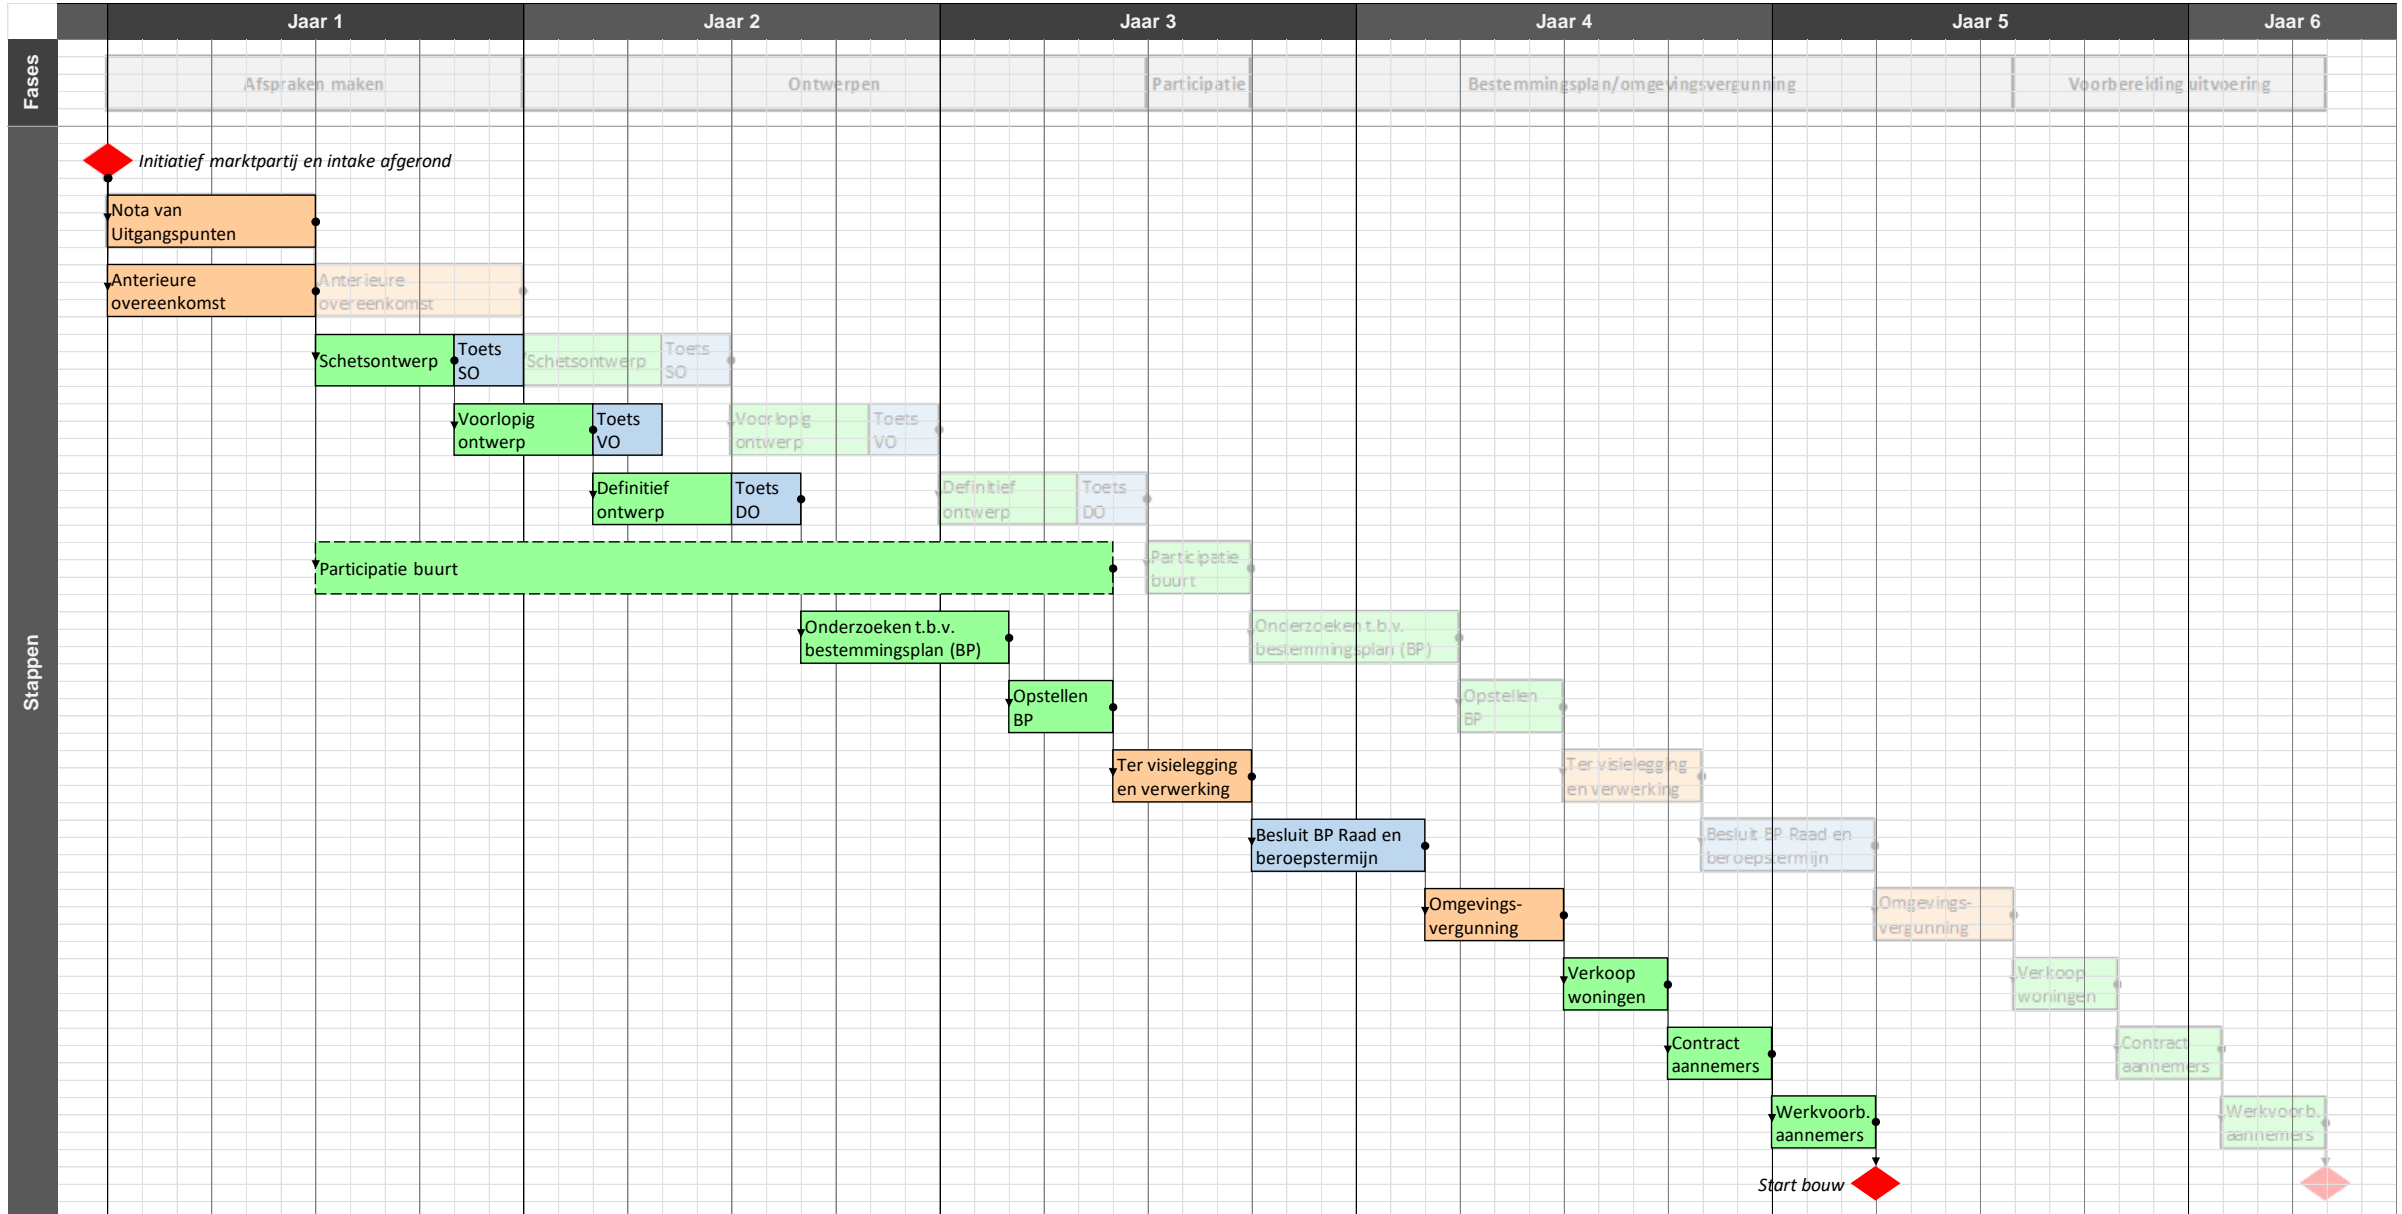 Jaar 1 Jaar 2 Jaar 3 Jaar 4 Jaar 5 Jaar 6
Fases
Afspraken maken Ontwerpen Participatie Bestemmingsplan/omgevingsvergunning Voorbereiding uitvoering
Stappen
Initiatief marktpartij en intake afgerond
Nota van
Uitgangspunten
Anterieure
overeenkomst
Anterieure
overeenkomst
Schetsontwerp
Toets
SO
Schetsontwerp
Toets
SO
Voorlopig
ontwerp
Toets
VO
Voorlopig
ontwerp
Toets
VO
Definitief
ontwerp
Toets
DO
Definitief
ontwerp
Toets
DO
Participatie buurt
Participatie
buurt
Onderzoeken t.b.v.
bestemmingsplan (BP)
Onderzoeken t.b.v.
bestemmingsplan (BP)
Opstellen
BP
Opstellen
BP
Ter visielegging
en verwerking
Ter visielegging
en verwerking
Besluit BP Raad en
beroepstermijn
Besluit BP Raad en
beroepstermijn
Omgevings-
vergunning
Omgevings-
vergunning
Verkoop
woningen
Verkoop
woningen
Contract
aannemers
Contract
aannemers
Werkvoorb.
aannemers
Werkvoorb.
aannemers
Start bouw